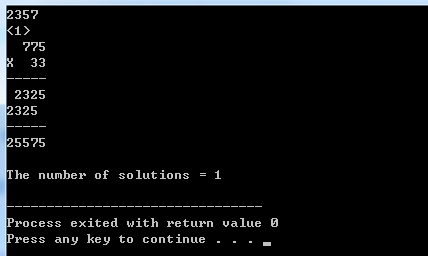 2357
<1>
  775
X  33
-----
 2325
2325
-----
25575

The number of solutions = 1

--------------------------------
Process exited with return value 0
Press any key to continue . . .